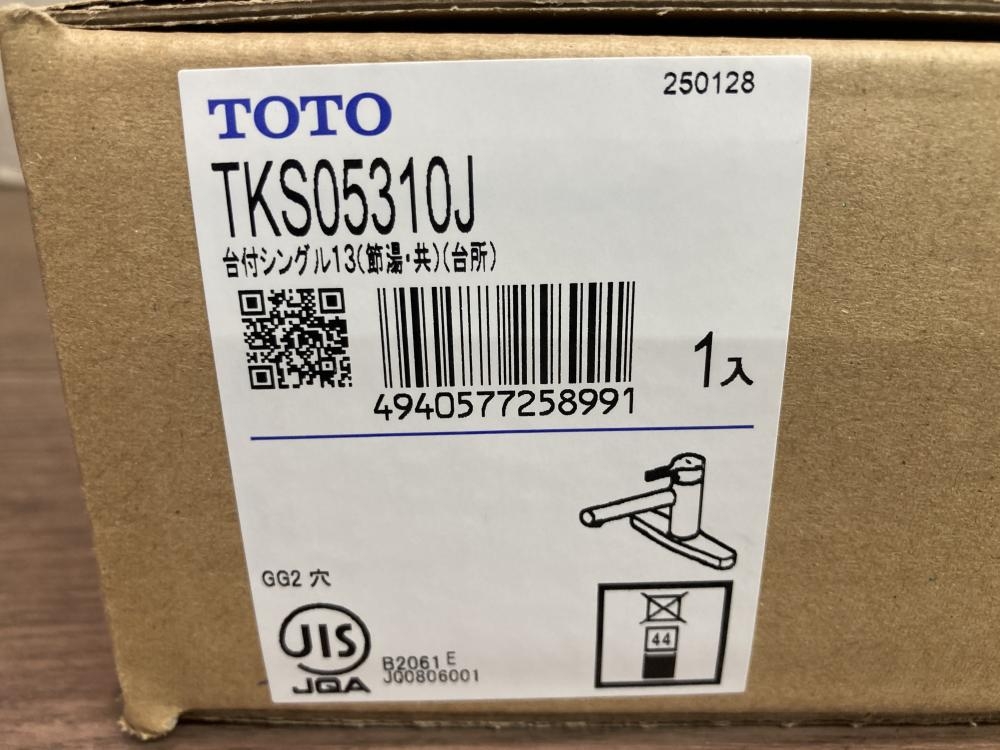 250128
TOTO
TKS05310J
台付シングル13(節湯・共)(台所)
4940577258991
1入
GG2 穴
JIS
JQA
B2061 E
JQ0806001
44